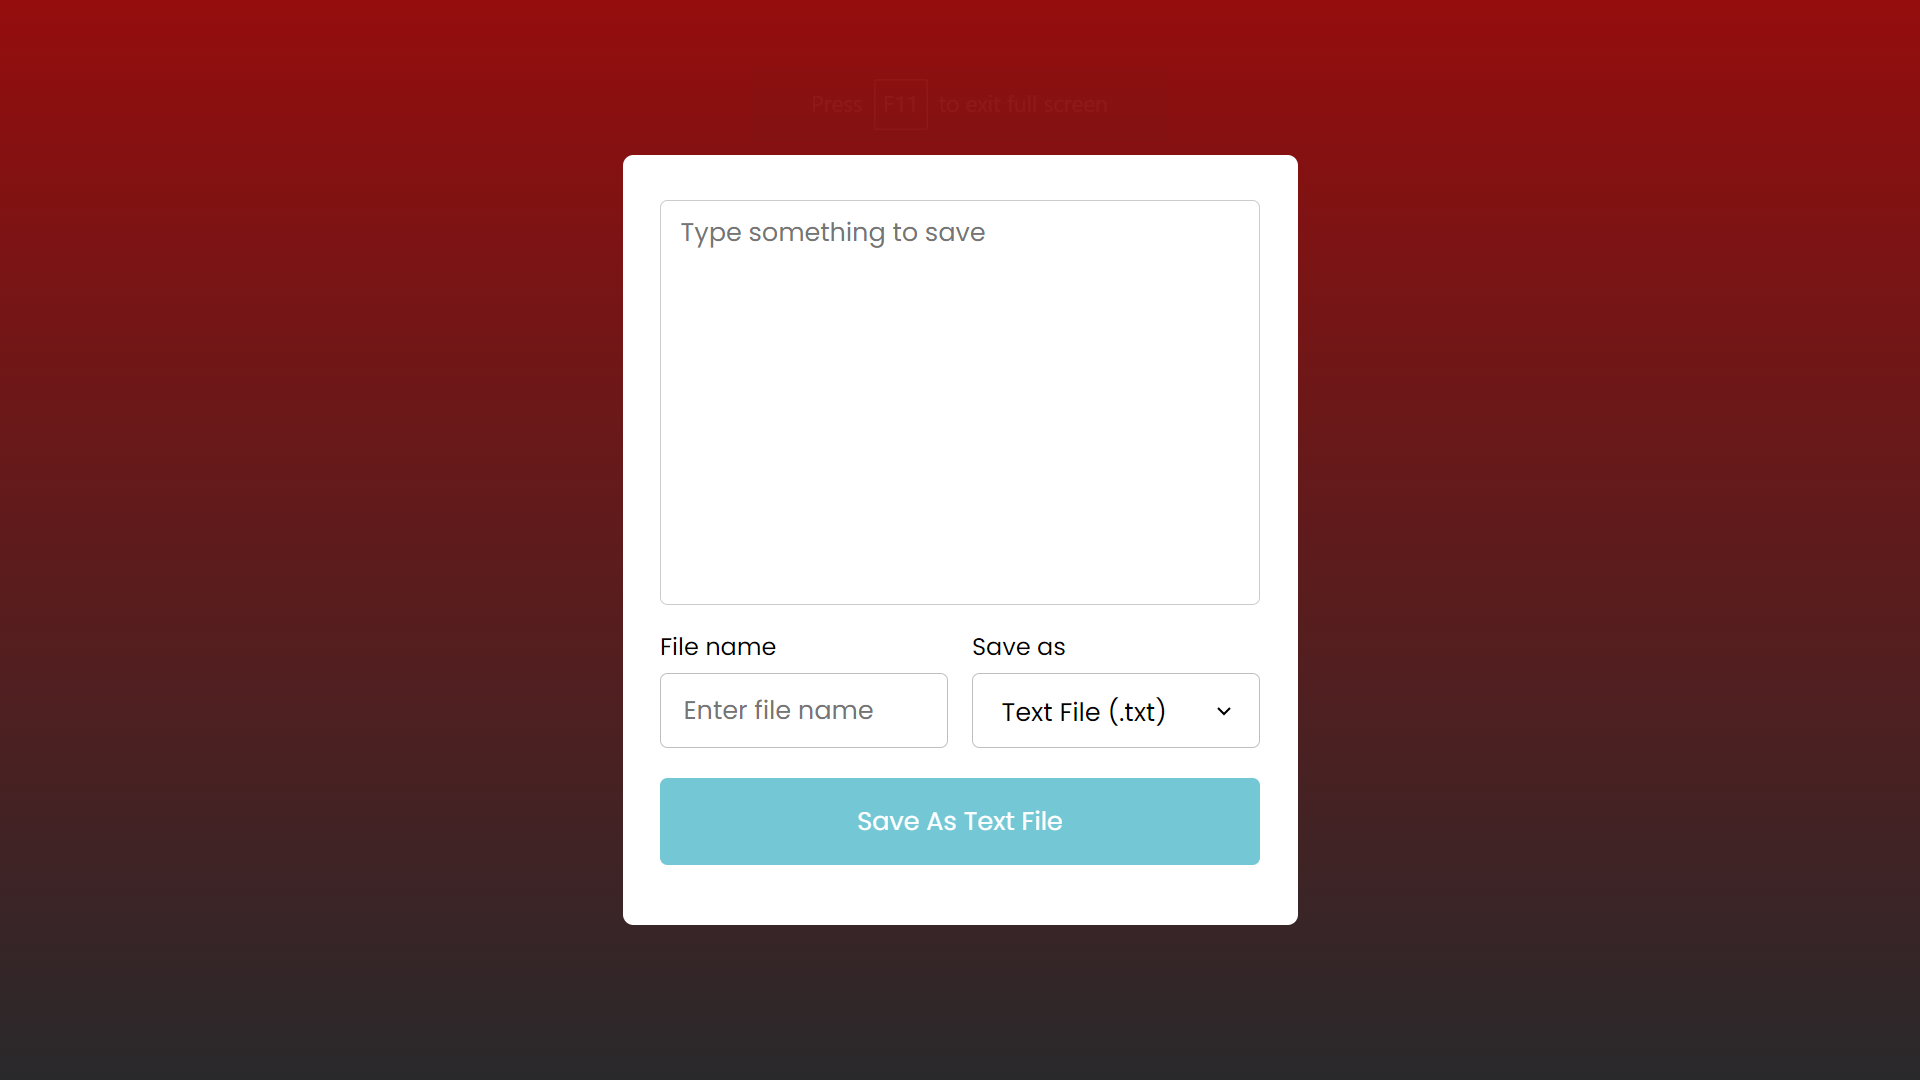 Press F11 to exit full screen
Type something to save
File name
Save as
Enter file name
Text File (.txt)
Save As Text File